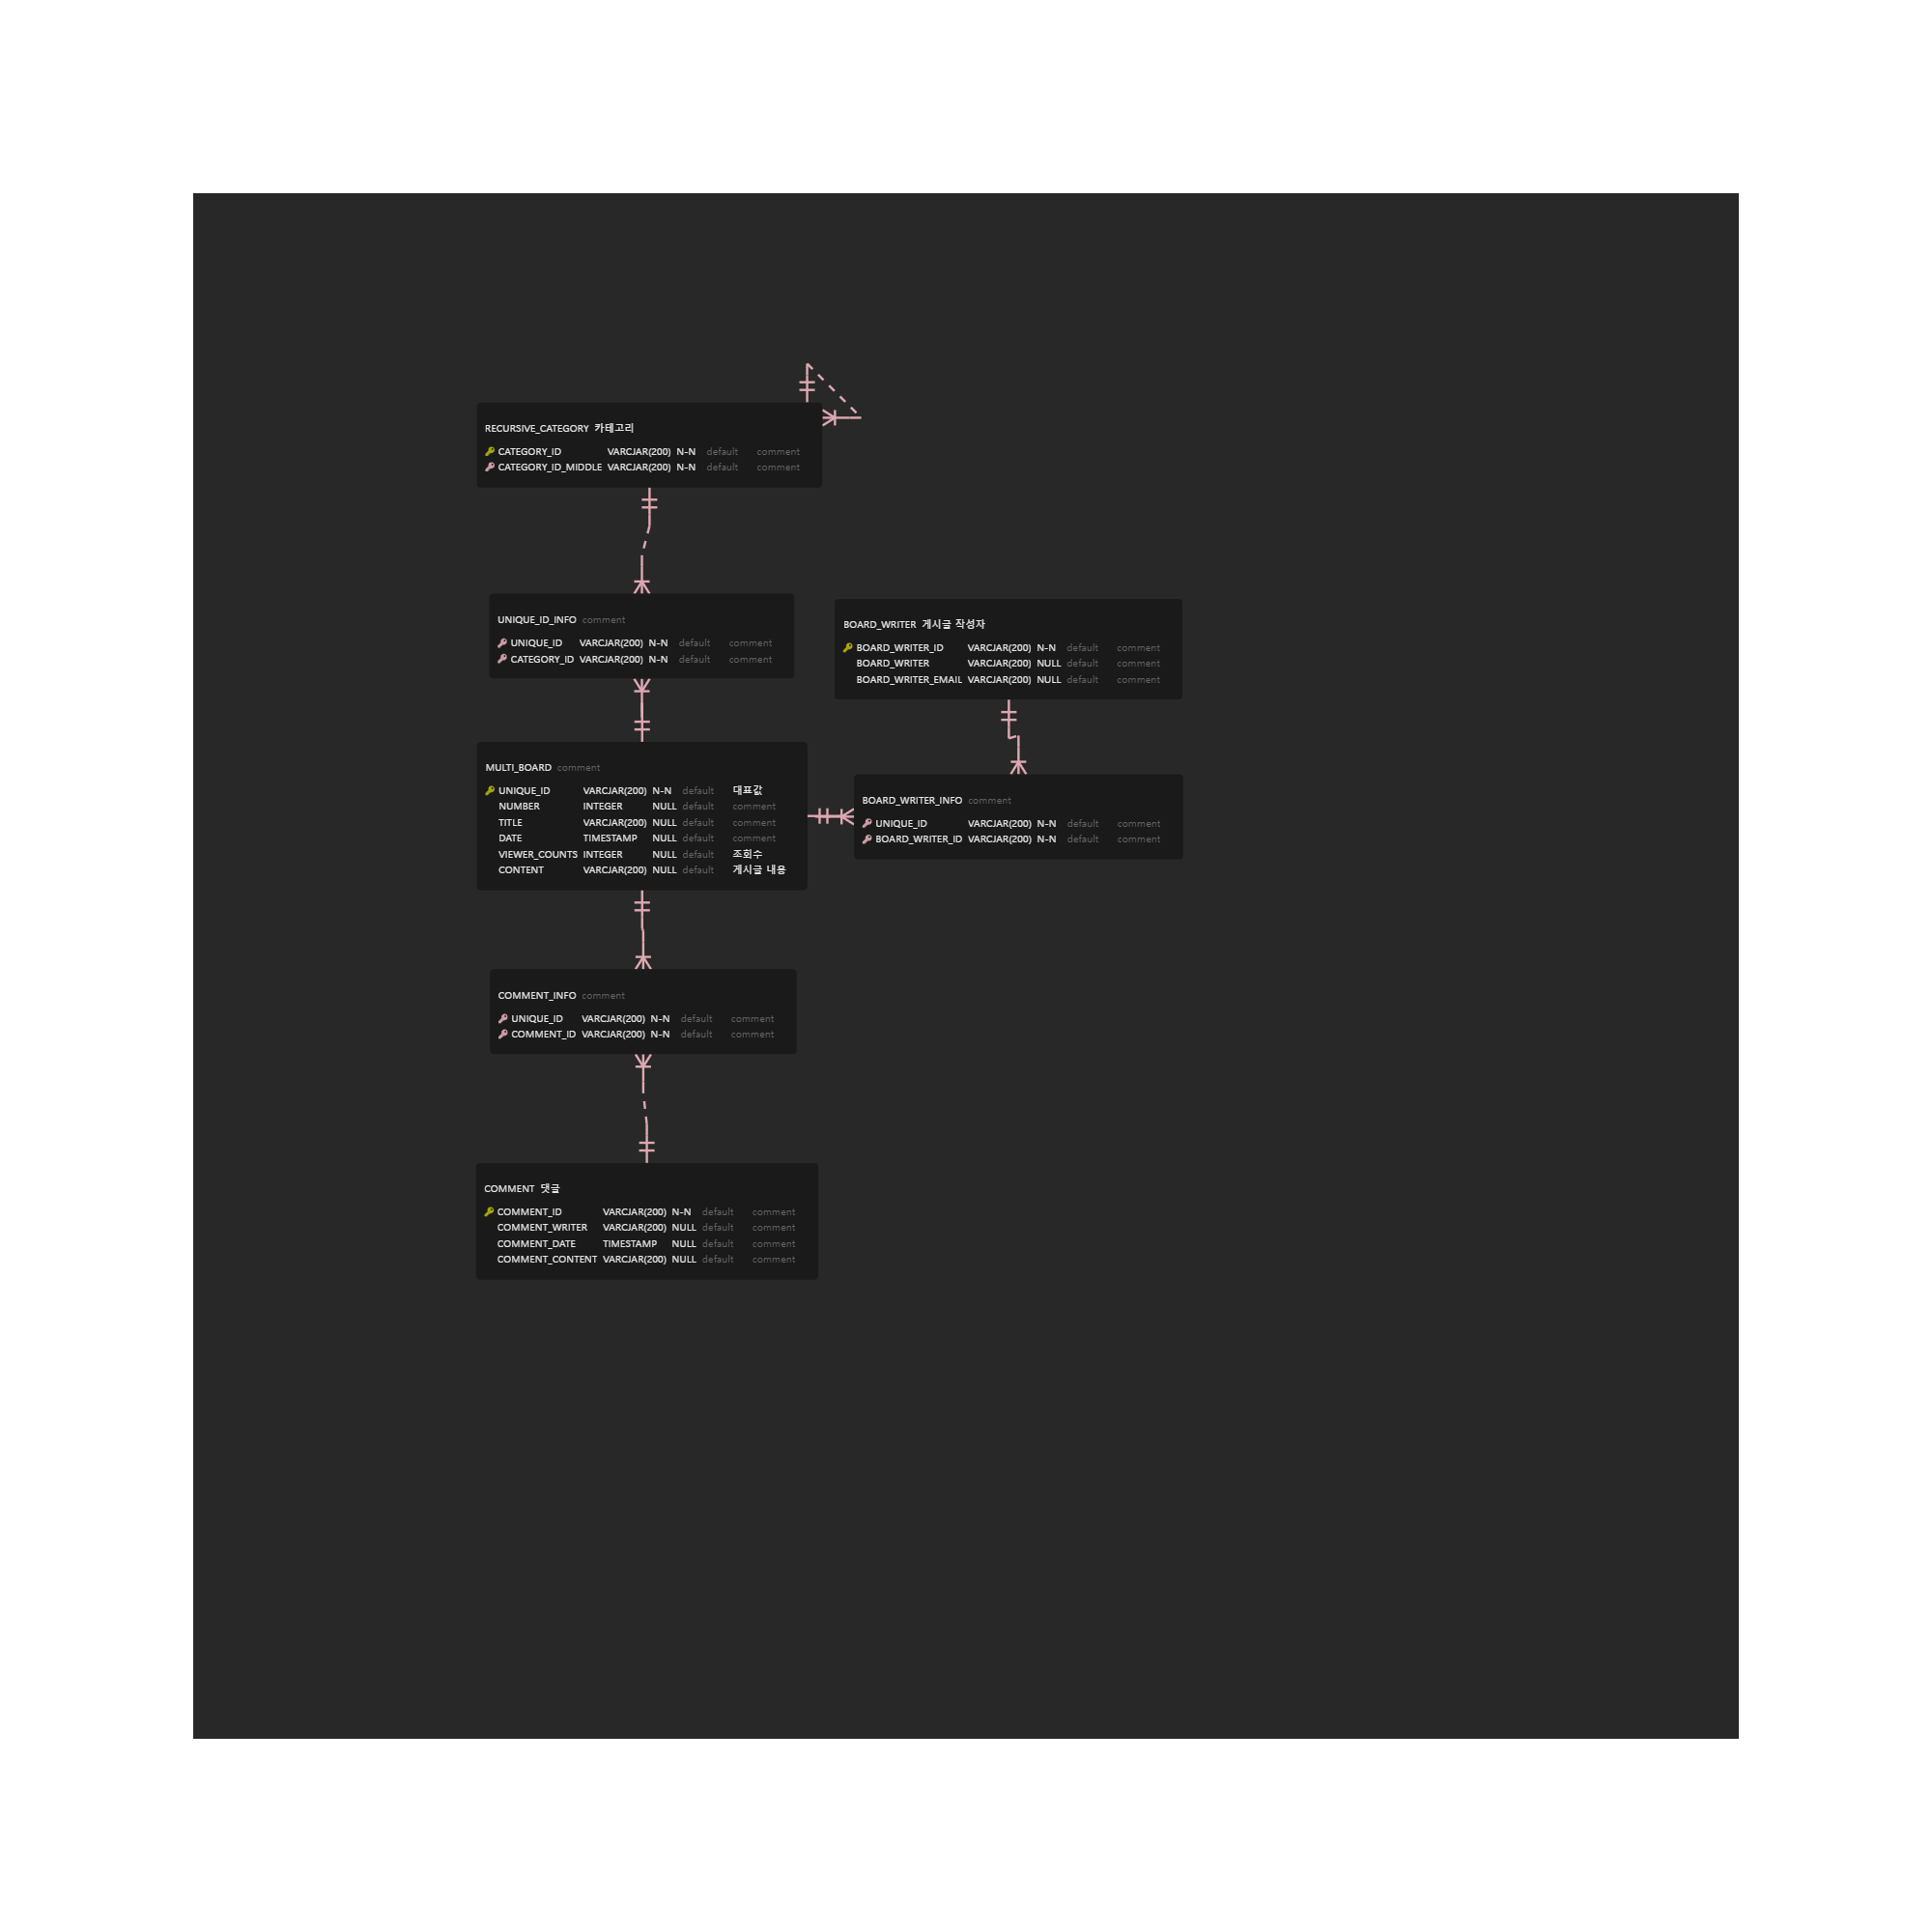 RECURSIVE_CATEGORY 카테고리
CATEGORY_ID VARCJAR(200) N-N default comment
CATEGORY_ID_MIDDLE VARCJAR(200) N-N default comment
UNIQUE_ID_INFO comment
UNIQUE_ID VARCJAR(200) N-N default comment
CATEGORY_ID VARCJAR(200) N-N default comment
BOARD_WRITER 게시글 작성자
BOARD_WRITER_ID VARCJAR(200) N-N default comment
BOARD_WRITER VARCJAR(200) NULL default comment
BOARD_WRITER_EMAIL VARCJAR(200) NULL default comment
MULTI_BOARD comment
UNIQUE_ID VARCJAR(200) N-N default 대표값
NUMBER INTEGER NULL default comment
TITLE VARCJAR(200) NULL default comment
DATE TIMESTAMP NULL default comment
VIEWER_COUNTS INTEGER NULL default 조회수
CONTENT VARCJAR(200) NULL default 게시글 내용
BOARD_WRITER_INFO comment
UNIQUE_ID VARCJAR(200) N-N default comment
BOARD_WRITER_ID VARCJAR(200) N-N default comment
COMMENT_INFO comment
UNIQUE_ID VARCJAR(200) N-N default comment
COMMENT_ID VARCJAR(200) N-N default comment
COMMENT 댓글
COMMENT_ID VARCJAR(200) N-N default comment
COMMENT_WRITER VARCJAR(200) NULL default comment
COMMENT_DATE TIMESTAMP NULL default comment
COMMENT_CONTENT VARCJAR(200) NULL default comment